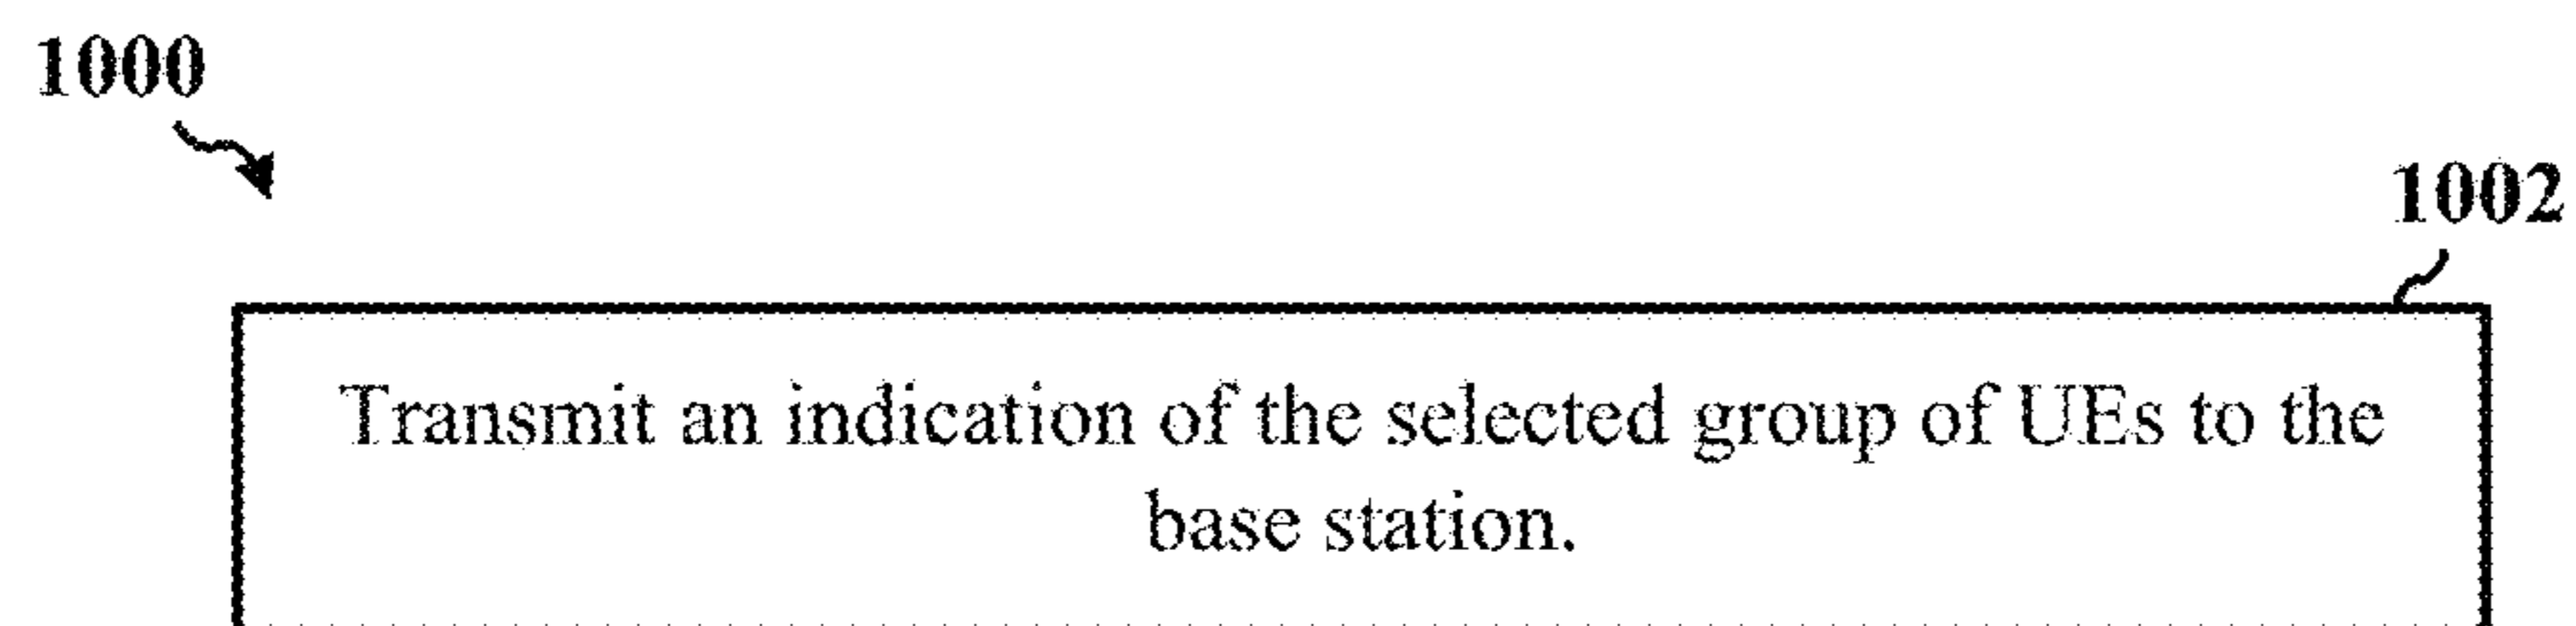 1000
1002
Transmit an indication of the selected group of UEs to the
base station.